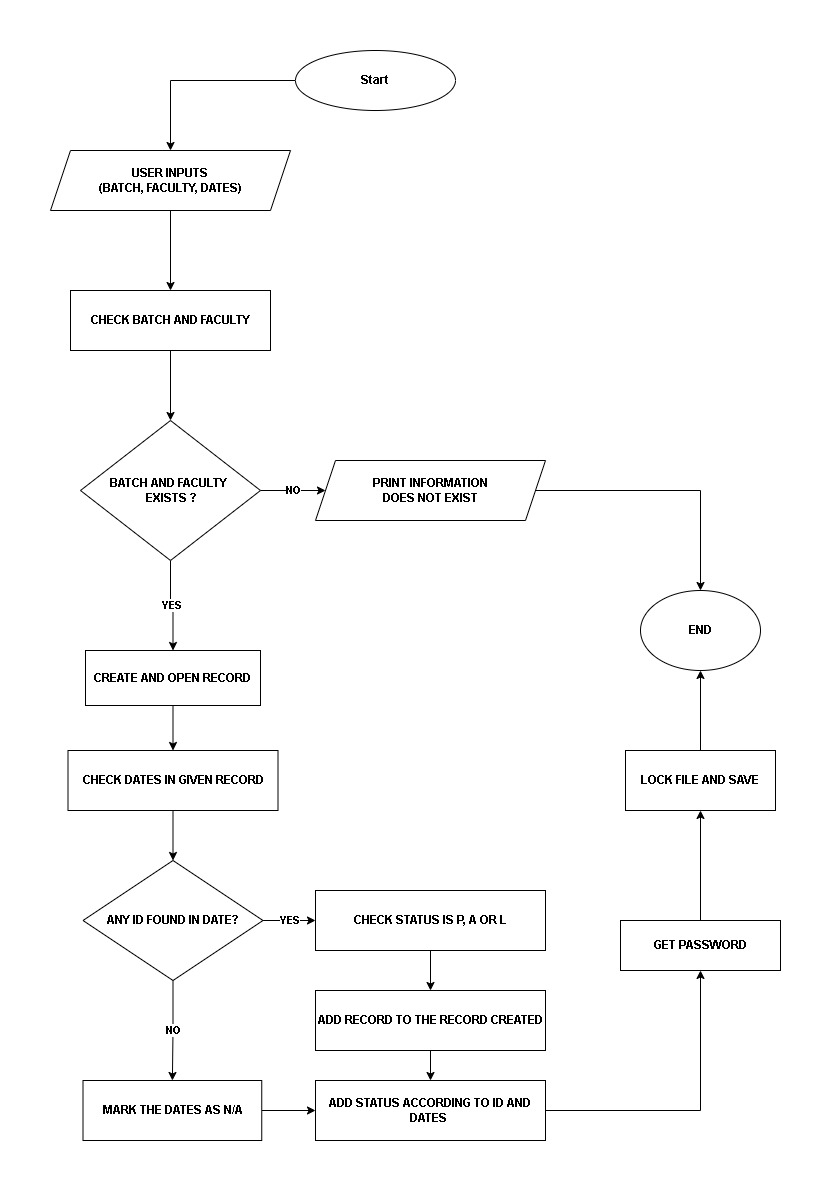 Start
USER INPUTS
(BATCH, FACULTY, DATES)
CHECK BATCH AND FACULTY
BATCH AND FACULTY
EXISTS ?
NO
PRINT INFORMATION
DOES NOT EXIST
END
YES
CREATE AND OPEN RECORD
CHECK DATES IN GIVEN RECORD
LOCK FILE AND SAVE
ANY ID FOUND IN DATE?
YES
CHECK STATUS IS P, A OR L
GET PASSWORD
NO
ADD RECORD TO THE RECORD CREATED
MARK THE DATES AS N/A
ADD STATUS ACCORDING TO ID AND
DATES